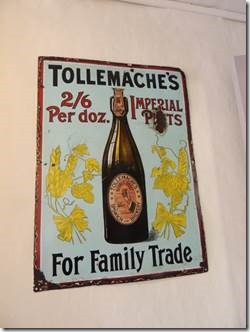 TOLLEMACHE'S
2/6 IMPERIAL
Per doz. PINTS
For Family Trade